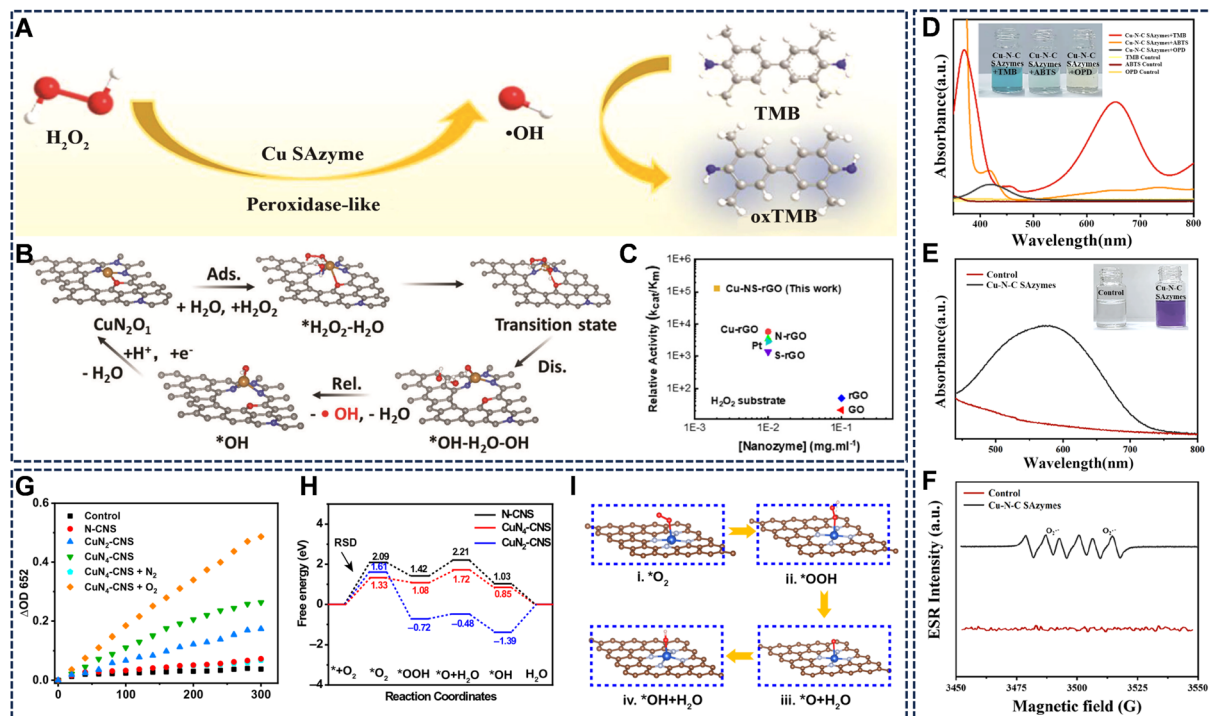 A
H₂O₂
Cu SAzyme
Peroxidase-like
•OH
TMB
oxTMB
B
CuN₂O₁
Ads.
+ H₂O, +H₂O₂
*H₂O₂-H₂O
Transition state
Dis.
*OH-H₂O-OH
Rel.
- • OH, - H₂O
*OH
+H⁺, +e⁻
- H₂O
C
Relative Activity (kcat/Km)
1E+6
1E+5
1E+4
1E+3
1E+2
Cu-NS-rGO (This work)
Cu-rGO
N-rGO
Pt
S-rGO
rGO
GO
H₂O₂ substrate
1E-3 1E-2 1E-1
[Nanozyme] (mg.ml⁻¹)
D
Absorbance(a.u.)
Cu-N-C SAzymes+TMB
Cu-N-C SAzymes+ABTS
Cu-N-C SAzymes+OPD
TMB Control
ABTS Control
OPD Control
Cu-N-C Cu-N-C Cu-N-C
SAzymes SAzymes SAzymes
+TMB +ABTS +OPD
400 500 600 700 800
Wavelength(nm)
E
Absorbance(a.u.)
Control
Cu-N-C SAzymes
Control
Cu-N-C
SAzymes
500 600 700 800
Wavelength(nm)
F
ESR Intensity (a.u.)
Control
Cu-N-C SAzymes
O₂·⁻ O₂·⁻
3450 3475 3500 3525 3550
Magnetic field (G)
G
ΔOD 652
0.6
0.4
0.2
0.0
Control
N-CNS
CuN₂-CNS
CuN₄-CNS
CuN₄-CNS + N₂
CuN₄-CNS + O₂
0 100 200 300
H
Free energy (eV)
4
2
0
−2
−4
N-CNS
CuN₄-CNS
CuN₂-CNS
RSD
2.09
1.61
1.33
1.42
1.08
2.21
1.72
1.03
0.85
−0.72
−0.48
−1.39
*+O₂ *O₂ *OOH *O+H₂O *OH H₂O
Reaction Coordinates
I
i. *O₂
ii. *OOH
iv. *OH+H₂O
iii. *O+H₂O